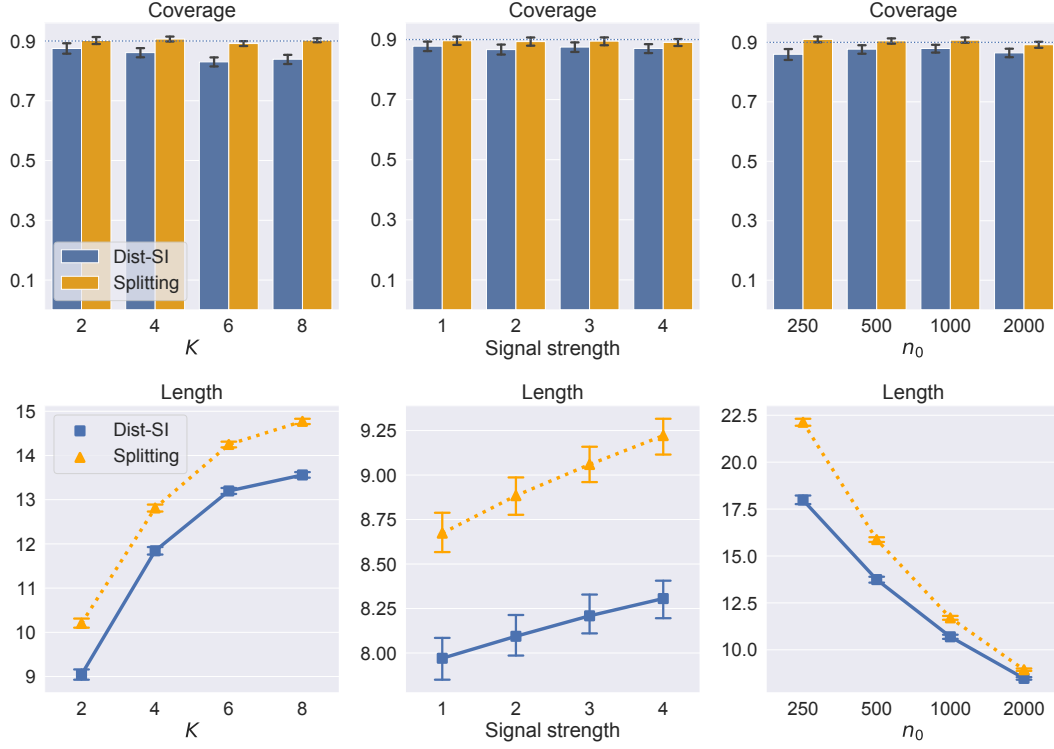 Coverage
0.9
0.7
0.5
0.3
0.1
Dist-SI
Splitting
2 4 6 8
K
Coverage
0.9
0.7
0.5
0.3
0.1
1 2 3 4
Signal strength
Coverage
0.9
0.7
0.5
0.3
0.1
250 500 1000 2000
n₀
Length
15
14
13
12
11
10
9
Dist-SI
Splitting
2 4 6 8
K
Length
9.25
9.00
8.75
8.50
8.25
8.00
1 2 3 4
Signal strength
Length
22.5
20.0
17.5
15.0
12.5
10.0
250 500 1000 2000
n₀